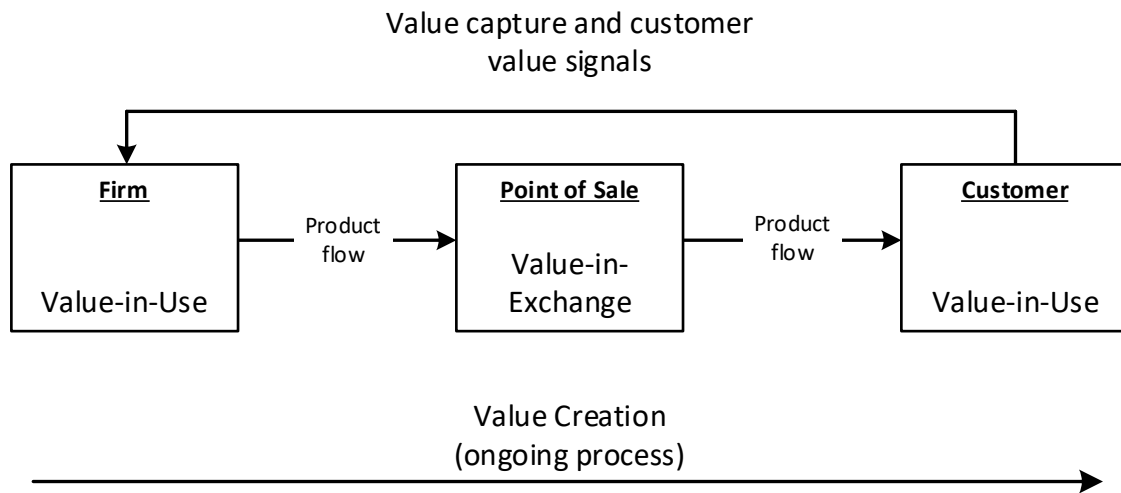 Value capture and customer
value signals
Firm
Value-in-Use
Product
flow
Point of Sale
Value-in-
Exchange
Product
flow
Customer
Value-in-Use
Value Creation
(ongoing process)